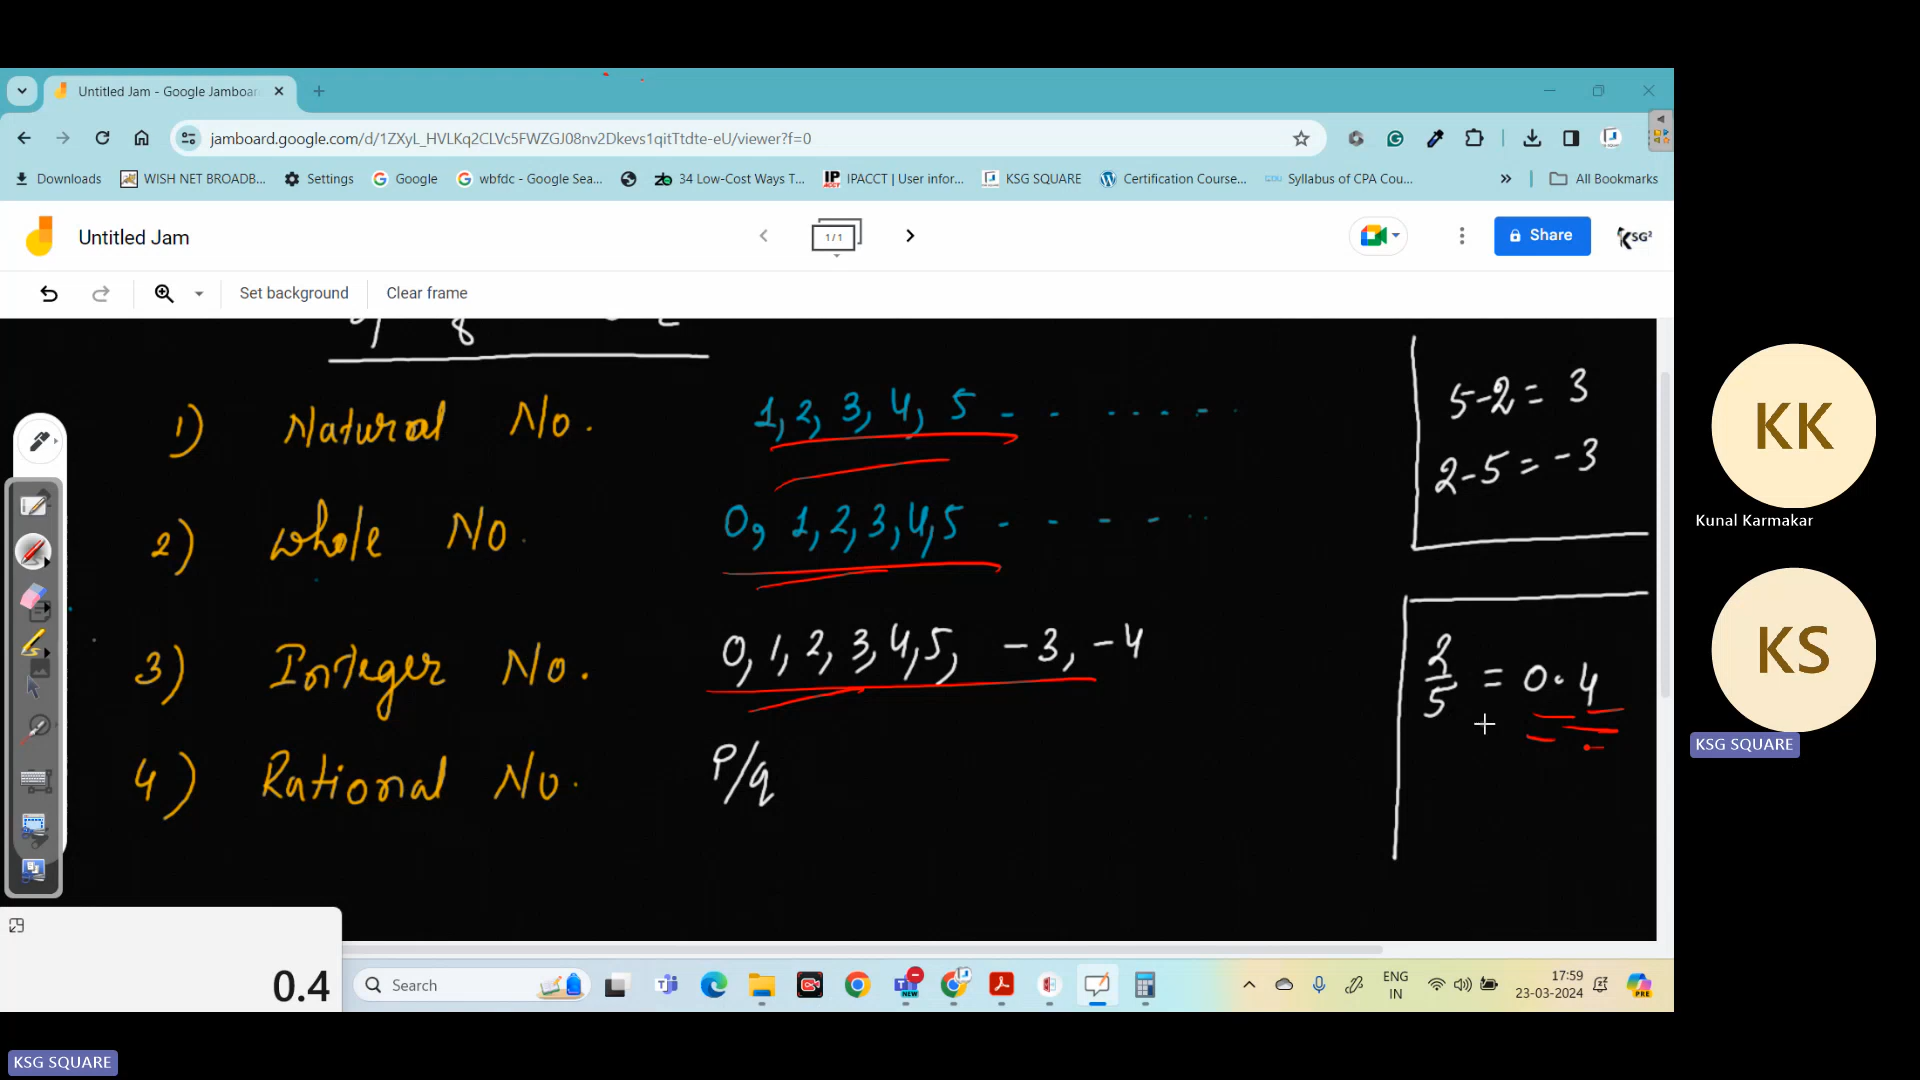 Untitled Jam - Google Jamboar
jamboard.google.com/d/1ZXyL_HVLKq2CLVc5FWZGJ08nv2Dkevs1qitTtdte-eU/viewer?f=0
Downloads WISH NET BROADB... Settings Google wbfdc - Google Sea... 34 Low-Cost Ways T... IPACCT | User infor... KSG SQUARE Certification Course... Syllabus of CPA Cou... » All Bookmarks
Untitled Jam 1/1 Share KSG²
Set background Clear frame
1) Natural No. 1, 2, 3, 4, 5 - - - - - - -
2) Whole No. 0, 1, 2, 3, 4, 5 - - - - -
3) Integer No. 0, 1, 2, 3, 4, 5, -3, -4
4) Rational No. P/q
5-2 = 3
2-5 = -3
2/5 = 0.4
KK
Kunal Karmakar
KS
KSG SQUARE
0.4
Search
ENG
IN
17:59
23-03-2024
KSG SQUARE